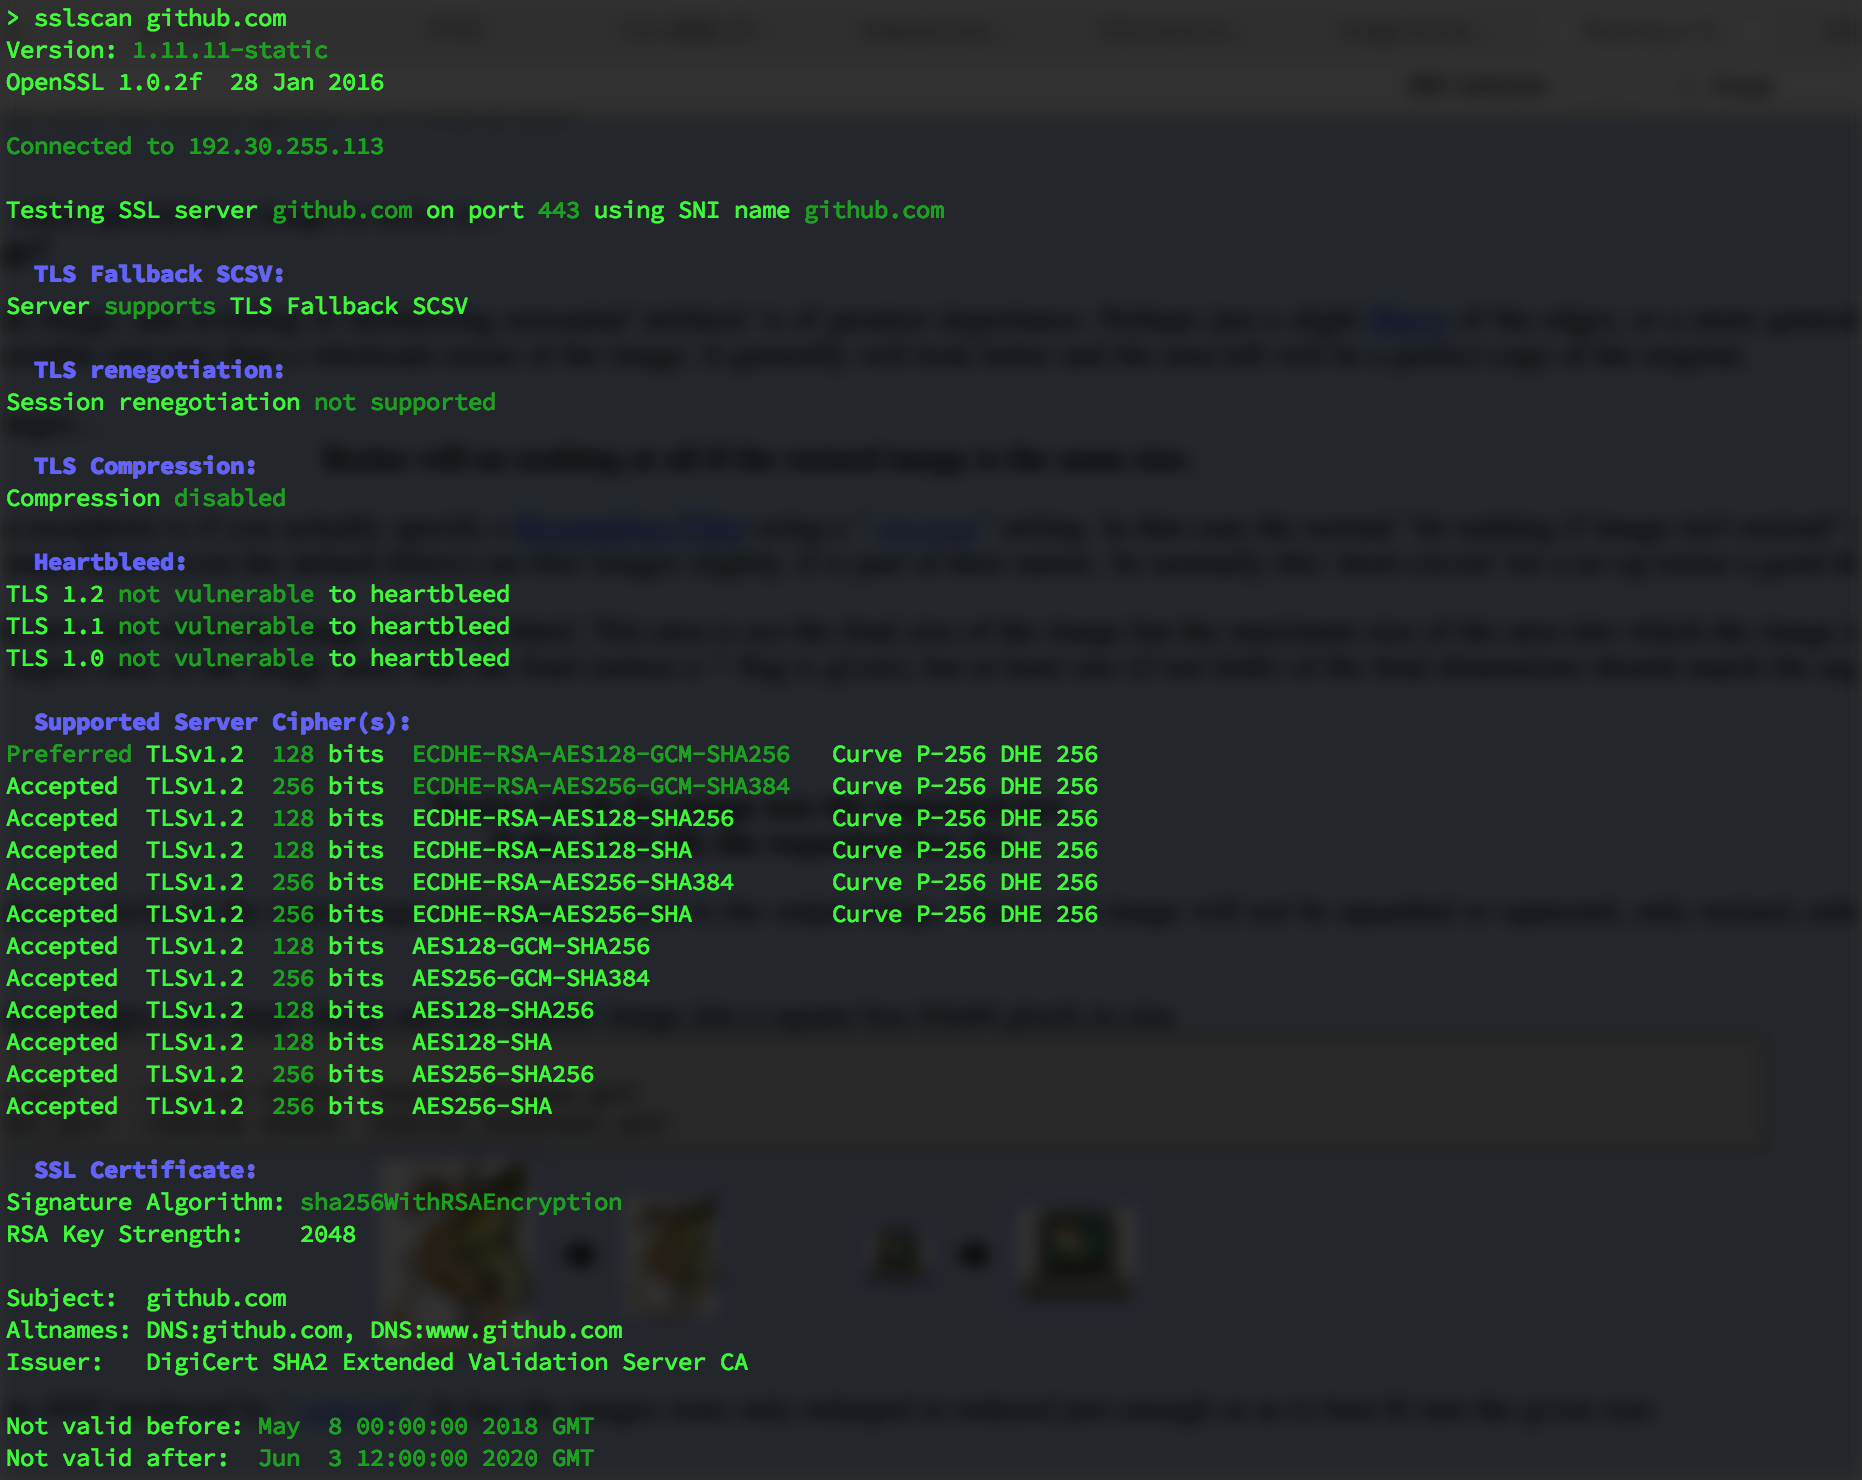 > sslscan github.com
Version: 1.11.11-static
OpenSSL 1.0.2f  28 Jan 2016
Connected to 192.30.255.113
Testing SSL server github.com on port 443 using SNI name github.com
TLS Fallback SCSV:
Server supports TLS Fallback SCSV
TLS renegotiation:
Session renegotiation not supported
TLS Compression:
Compression disabled
Heartbleed:
TLS 1.2 not vulnerable to heartbleed
TLS 1.1 not vulnerable to heartbleed
TLS 1.0 not vulnerable to heartbleed
Supported Server Cipher(s):
Preferred TLSv1.2  128 bits  ECDHE-RSA-AES128-GCM-SHA256   Curve P-256 DHE 256
Accepted  TLSv1.2  256 bits  ECDHE-RSA-AES256-GCM-SHA384   Curve P-256 DHE 256
Accepted  TLSv1.2  128 bits  ECDHE-RSA-AES128-SHA256       Curve P-256 DHE 256
Accepted  TLSv1.2  128 bits  ECDHE-RSA-AES128-SHA          Curve P-256 DHE 256
Accepted  TLSv1.2  256 bits  ECDHE-RSA-AES256-SHA384       Curve P-256 DHE 256
Accepted  TLSv1.2  256 bits  ECDHE-RSA-AES256-SHA          Curve P-256 DHE 256
Accepted  TLSv1.2  128 bits  AES128-GCM-SHA256
Accepted  TLSv1.2  256 bits  AES256-GCM-SHA384
Accepted  TLSv1.2  128 bits  AES128-SHA256
Accepted  TLSv1.2  128 bits  AES128-SHA
Accepted  TLSv1.2  256 bits  AES256-SHA256
Accepted  TLSv1.2  256 bits  AES256-SHA
SSL Certificate:
Signature Algorithm: sha256WithRSAEncryption
RSA Key Strength:    2048
Subject:  github.com
Altnames: DNS:github.com, DNS:www.github.com
Issuer:   DigiCert SHA2 Extended Validation Server CA
Not valid before: May  8 00:00:00 2018 GMT
Not valid after:  Jun  3 12:00:00 2020 GMT